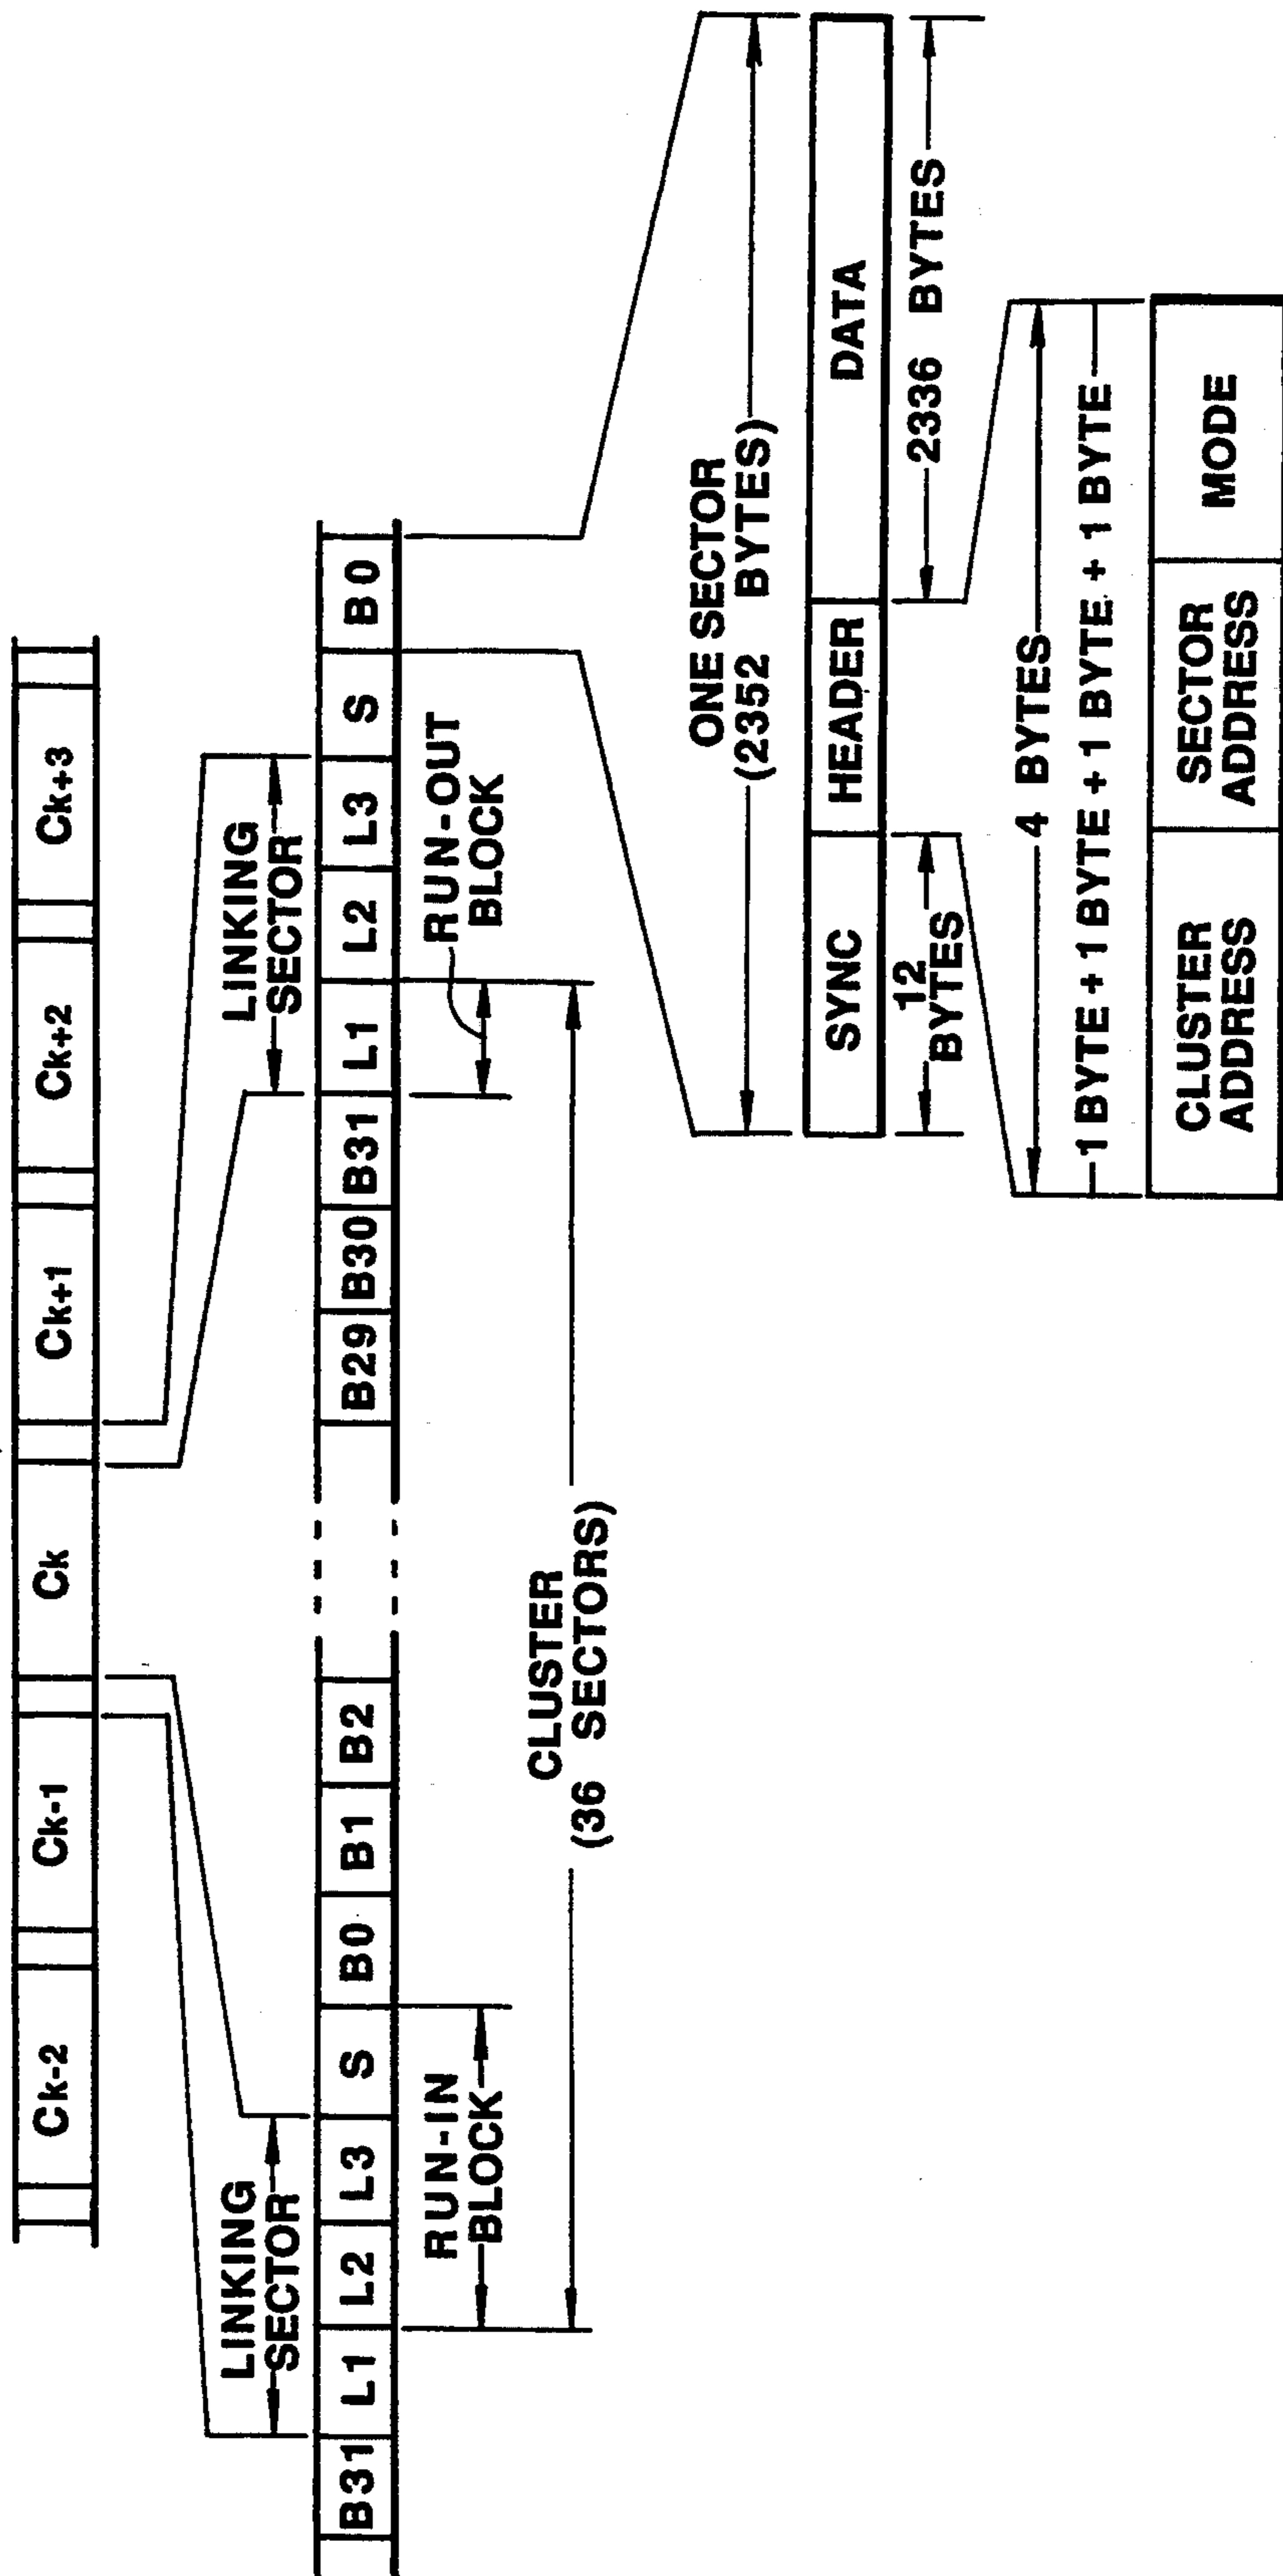 Ck-2 Ck-1 Ck Ck+1 Ck+2 Ck+3
LINKING
SECTOR
LINKING
SECTOR
B31 L1 L2 L3 S B0 B1 B2 B29 B30 B31 L1 L2 L3 S B0
RUN-IN
BLOCK
RUN-OUT
BLOCK
CLUSTER
(36 SECTORS)
ONE SECTOR
(2352 BYTES)
SYNC HEADER DATA
12
BYTES
2336 BYTES
4 BYTES
1 BYTE + 1 BYTE + 1 BYTE + 1 BYTE
CLUSTER
ADDRESS
SECTOR
ADDRESS
MODE